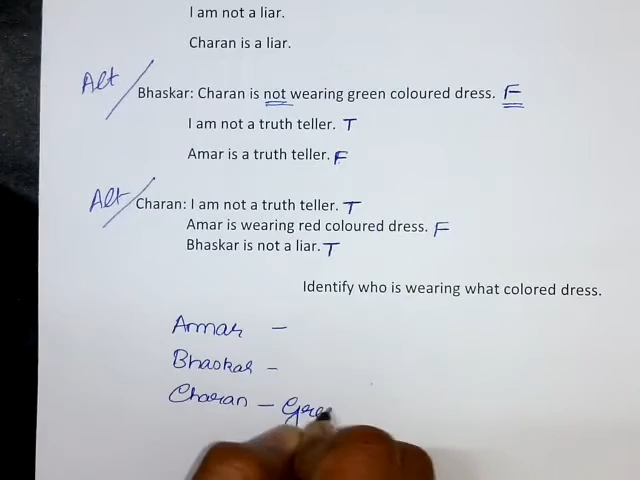 I am not a liar.
Charan is a liar.
Alt
Bhaskar: Charan is not wearing green coloured dress. F
I am not a truth teller. T
Amar is a truth teller. F
Alt
Charan: I am not a truth teller. T
Amar is wearing red coloured dress. F
Bhaskar is not a liar. T
Identify who is wearing what colored dress.
Amar -
Bhaskar -
Charan - Gree